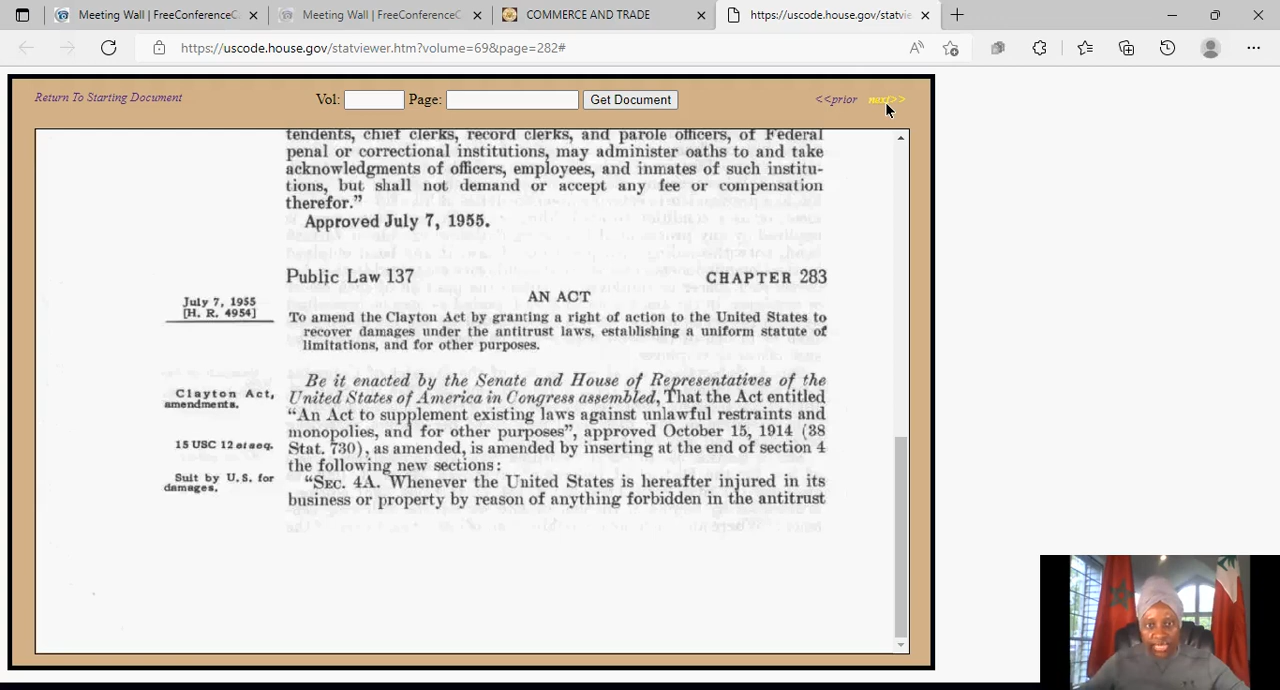 Meeting Wall | FreeConferenceC
Meeting Wall | FreeConferenceC
COMMERCE AND TRADE
https://uscode.house.gov/statvie
https://uscode.house.gov/statviewer.htm?volume=69&page=282#
Return To Starting Document
Vol:
Page:
Get Document
<<prior
next>>
tendents, chief clerks, record clerks, and parole officers, of Federal
penal or correctional institutions, may administer oaths to and take
acknowledgments of officers, employees, and inmates of such institu-
tions, but shall not demand or accept any fee or compensation
therefor."
Approved July 7, 1955.
Public Law 137
CHAPTER 283
AN ACT
July 7, 1955
[H. R. 4954]
To amend the Clayton Act by granting a right of action to the United States to
recover damages under the antitrust laws, establishing a uniform statute of
limitations, and for other purposes.
Be it enacted by the Senate and House of Representatives of the
Clayton Act,
amendments.
United States of America in Congress assembled, That the Act entitled
"An Act to supplement existing laws against unlawful restraints and
monopolies, and for other purposes", approved October 15, 1914 (38
15 USC 12 et seq.
Stat. 730), as amended, is amended by inserting at the end of section 4
the following new sections:
Suit by U.S. for
damages.
"SEC. 4A. Whenever the United States is hereafter injured in its
business or property by reason of anything forbidden in the antitrust